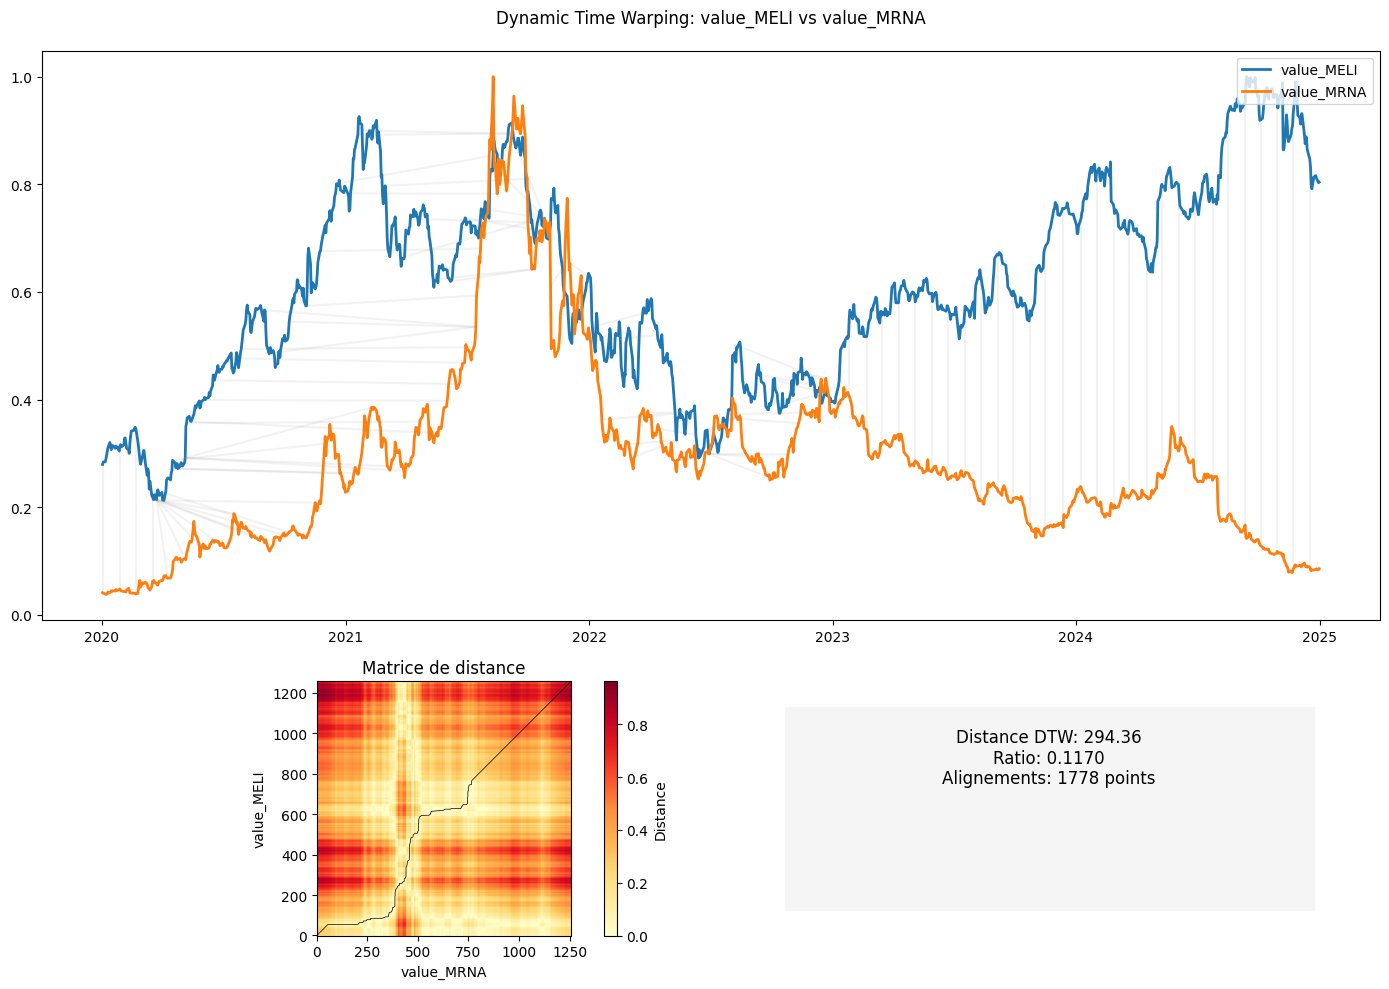 Dynamic Time Warping: value_MELI vs value_MRNA
value_MELI
value_MRNA
1.0
0.8
0.6
0.4
0.2
0.0
2020 2021 2022 2023 2024 2025
Matrice de distance
1200
1000
800
600
400
200
0
value_MELI
0 250 500 750 1000 1250
value_MRNA
0.8
0.6
0.4
0.2
0.0
Distance
Distance DTW: 294.36
Ratio: 0.1170
Alignements: 1778 points